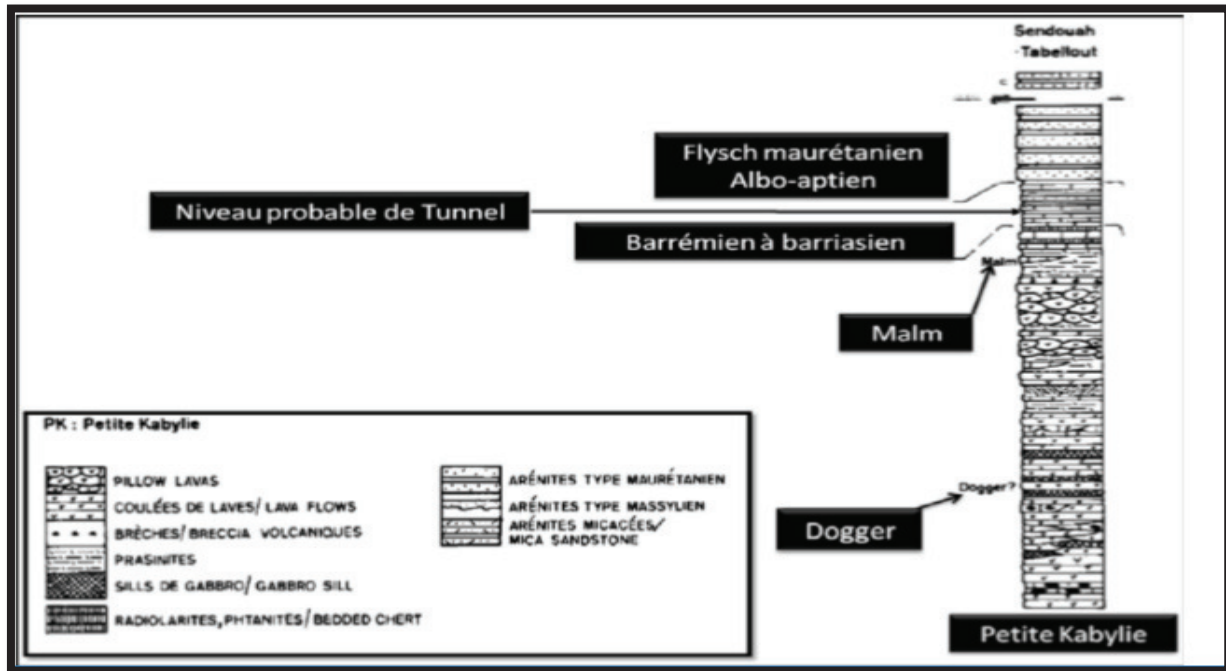 Sendouah
-Tabellout
c
Flysch maurétanien
Albo-aptien
Niveau probable de Tunnel
Barrémien à barriasien
Malm
Malm
Dogger ?
Dogger
Petite Kabylie
PK : Petite Kabylie
PILLOW LAVAS
COULÉES DE LAVES/ LAVA FLOWS
BRÈCHES/ BRECCIA VOLCANIQUES
PRASINITES
SILLS DE GABBRO/ GABBRO SILL
RADIOLARITES, PHTANITES/ BEDDED CHERT
ARÉNITES TYPE MAURÉTANIEN
ARÉNITES TYPE MASSYLIEN
ARÉNITES MICACÉES/
MICA SANDSTONE